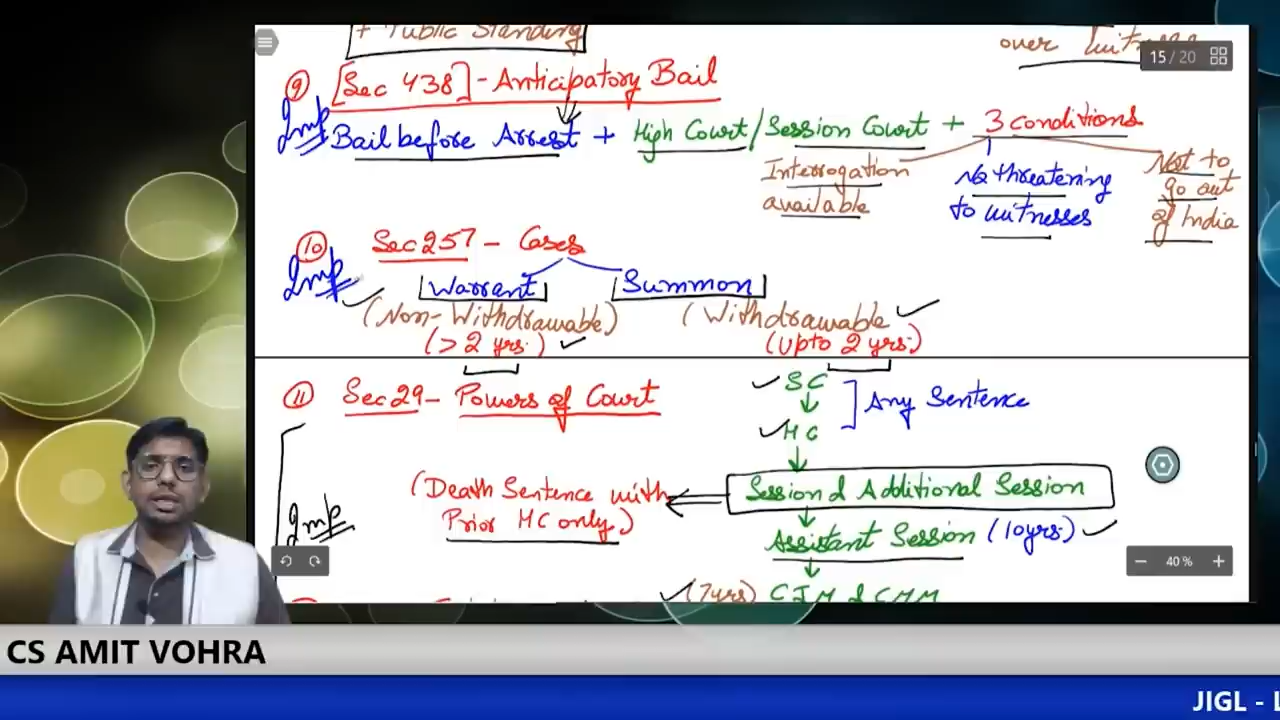 + Public Standing
over witness
15 / 20
9 [Sec 438] - Anticipatory Bail
Imp
Bail before Arrest + High Court/Session Court + 3 conditions
Interrogation available
No threatening to witnesses
Not to go out of India
10 Sec 257 - Cases
Imp
Warrant Summon
(Non-Withdrawable) (Withdrawable)
(> 2 yrs.) (upto 2 yrs.)
11 Sec 29 - Powers of Court
SC
HC
Any Sentence
Imp
(Death Sentence with Prior HC only)
Session & Additional Session
Assistant Session (10yrs)
(7yrs) CJM & CMM
40 %
CS AMIT VOHRA
JIGL - L